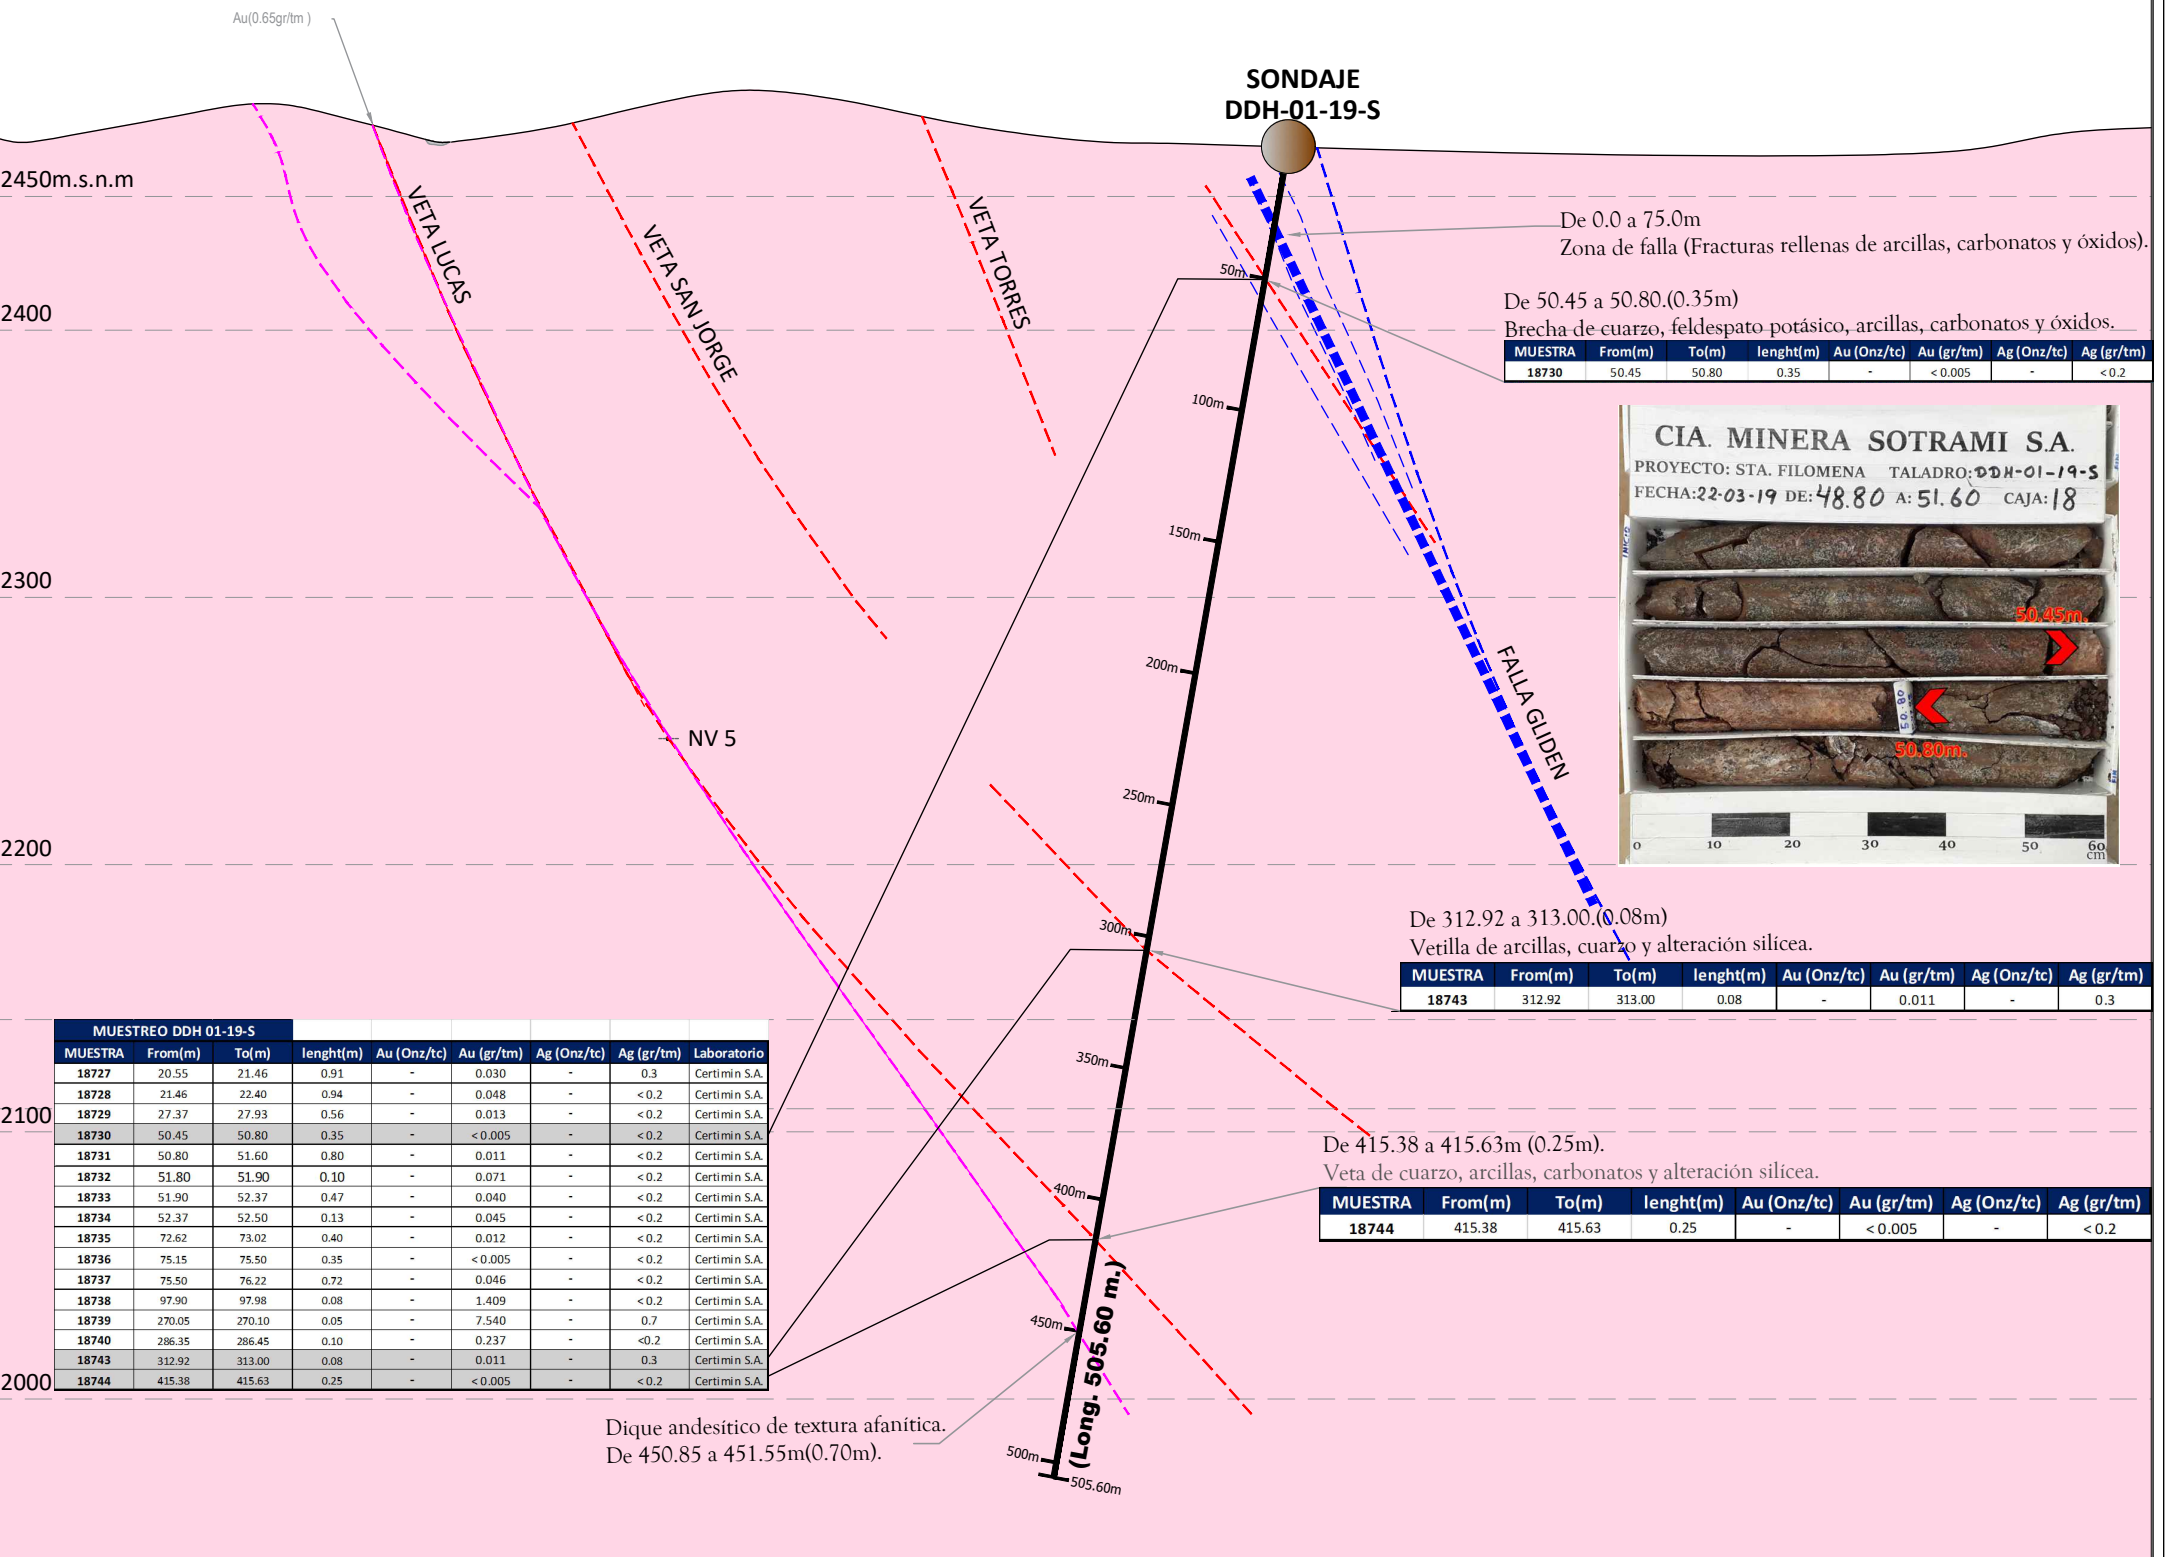 Au(0.65gr/tm )
SONDAJE
DDH-01-19-S
2450m.s.n.m
2400
2300
2200
2100
2000
VETA LUCAS
VETA SAN JORGE
VETA TORRES
FALLA GLIDEN
NV 5
50m
100m
150m
200m
250m
300m
350m
400m
450m
500m
505.60m
(Long. 505.60 m.)
De 0.0 a 75.0m
Zona de falla (Fracturas rellenas de arcillas, carbonatos y óxidos).
De 50.45 a 50.80.(0.35m)
Brecha de cuarzo, feldespato potásico, arcillas, carbonatos y óxidos.
MUESTRA From(m) To(m) lenght(m) Au (Onz/tc) Au (gr/tm) Ag (Onz/tc) Ag (gr/tm)
18730 50.45 50.80 0.35 - < 0.005 - < 0.2
CIA. MINERA SOTRAMI S.A.
PROYECTO: STA. FILOMENA TALADRO: DDH-01-19-S
FECHA: 22-03-19 DE: 48.80 A: 51.60 CAJA: 18
INICIO
50.45m.
50.80
50.80m.
FIN
0 10 20 30 40 50 60
cm
De 312.92 a 313.00.(0.08m)
Vetilla de arcillas, cuarzo y alteración silícea.
MUESTRA From(m) To(m) lenght(m) Au (Onz/tc) Au (gr/tm) Ag (Onz/tc) Ag (gr/tm)
18743 312.92 313.00 0.08 - 0.011 - 0.3
De 415.38 a 415.63m (0.25m).
Veta de cuarzo, arcillas, carbonatos y alteración silícea.
MUESTRA From(m) To(m) lenght(m) Au (Onz/tc) Au (gr/tm) Ag (Onz/tc) Ag (gr/tm)
18744 415.38 415.63 0.25 - < 0.005 - < 0.2
MUESTREO DDH 01-19-S
MUESTRA From(m) To(m) lenght(m) Au (Onz/tc) Au (gr/tm) Ag (Onz/tc) Ag (gr/tm) Laboratorio
18727 20.55 21.46 0.91 - 0.030 - 0.3 Certimin S.A.
18728 21.46 22.40 0.94 - 0.048 - < 0.2 Certimin S.A.
18729 27.37 27.93 0.56 - 0.013 - < 0.2 Certimin S.A.
18730 50.45 50.80 0.35 - < 0.005 - < 0.2 Certimin S.A.
18731 50.80 51.60 0.80 - 0.011 - < 0.2 Certimin S.A.
18732 51.80 51.90 0.10 - 0.071 - < 0.2 Certimin S.A.
18733 51.90 52.37 0.47 - 0.040 - < 0.2 Certimin S.A.
18734 52.37 52.50 0.13 - 0.045 - < 0.2 Certimin S.A.
18735 72.62 73.02 0.40 - 0.012 - < 0.2 Certimin S.A.
18736 75.15 75.50 0.35 - < 0.005 - < 0.2 Certimin S.A.
18737 75.50 76.22 0.72 - 0.046 - < 0.2 Certimin S.A.
18738 97.90 97.98 0.08 - 1.409 - < 0.2 Certimin S.A.
18739 270.05 270.10 0.05 - 7.540 - 0.7 Certimin S.A.
18740 286.35 286.45 0.10 - 0.237 - <0.2 Certimin S.A.
18743 312.92 313.00 0.08 - 0.011 - 0.3 Certimin S.A.
18744 415.38 415.63 0.25 - < 0.005 - < 0.2 Certimin S.A.
Dique andesítico de textura afanítica.
De 450.85 a 451.55m(0.70m).